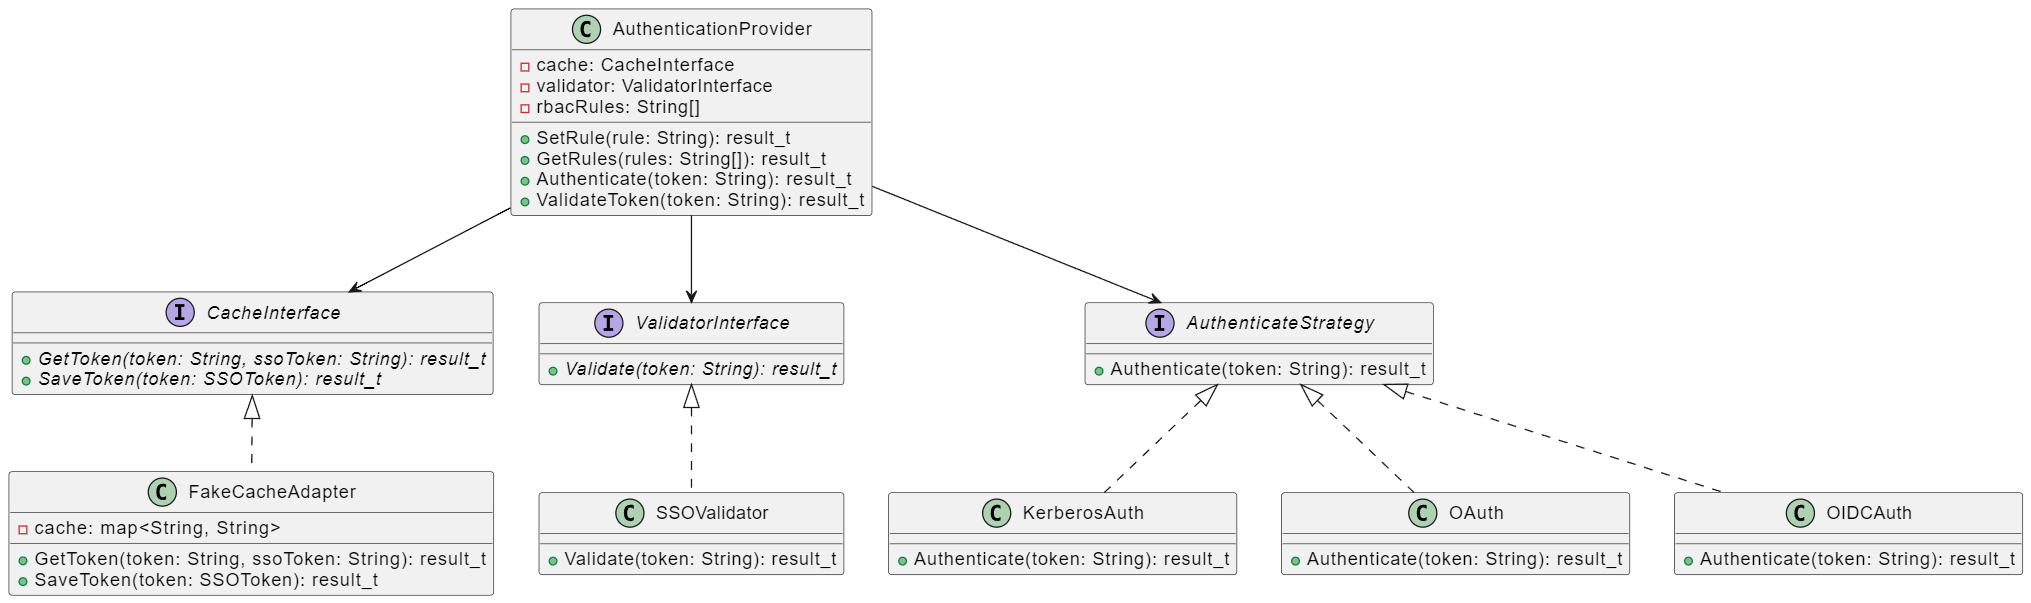 C AuthenticationProvider
cache: CacheInterface
validator: ValidatorInterface
rbacRules: String[]
SetRule(rule: String): result_t
GetRules(rules: String[]): result_t
Authenticate(token: String): result_t
ValidateToken(token: String): result_t
I CacheInterface
GetToken(token: String, ssoToken: String): result_t
SaveToken(token: SSOToken): result_t
I ValidatorInterface
Validate(token: String): result_t
I AuthenticateStrategy
Authenticate(token: String): result_t
C FakeCacheAdapter
cache: map<String, String>
GetToken(token: String, ssoToken: String): result_t
SaveToken(token: SSOToken): result_t
C SSOValidator
Validate(token: String): result_t
C KerberosAuth
Authenticate(token: String): result_t
C OAuth
Authenticate(token: String): result_t
C OIDCAuth
Authenticate(token: String): result_t